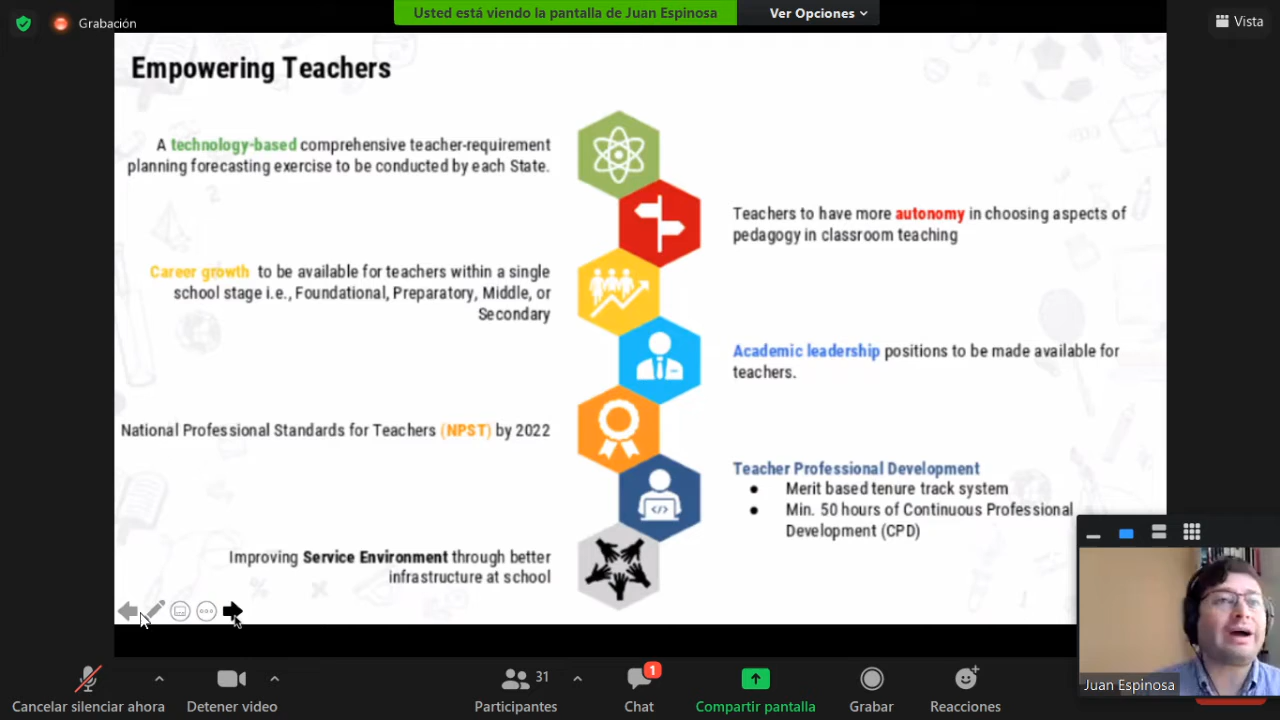 Grabación
Usted está viendo la pantalla de Juan Espinosa
Ver Opciones
Vista
Empowering Teachers
A technology-based comprehensive teacher-requirement
planning forecasting exercise to be conducted by each State.
Teachers to have more autonomy in choosing aspects of
pedagogy in classroom teaching
Career growth to be available for teachers within a single
school stage i.e., Foundational, Preparatory, Middle, or
Secondary
Academic leadership positions to be made available for
teachers.
National Professional Standards for Teachers (NPST) by 2022
Teacher Professional Development
● Merit based tenure track system
● Min. 50 hours of Continuous Professional
Development (CPD)
Improving Service Environment through better
infrastructure at school
Juan Espinosa
31
1
Cancelar silenciar ahora
Detener video
Participantes
Chat
Compartir pantalla
Grabar
Reacciones